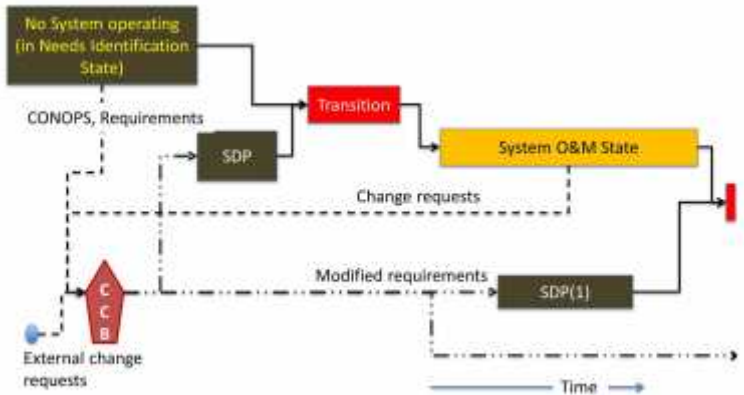 No System operating
(in Needs Identification
State)
Transition
CONOPS, Requirements
SDP
System O&M State
Change requests
Modified requirements
SDP(1)
C
C
B
External change
requests
Time